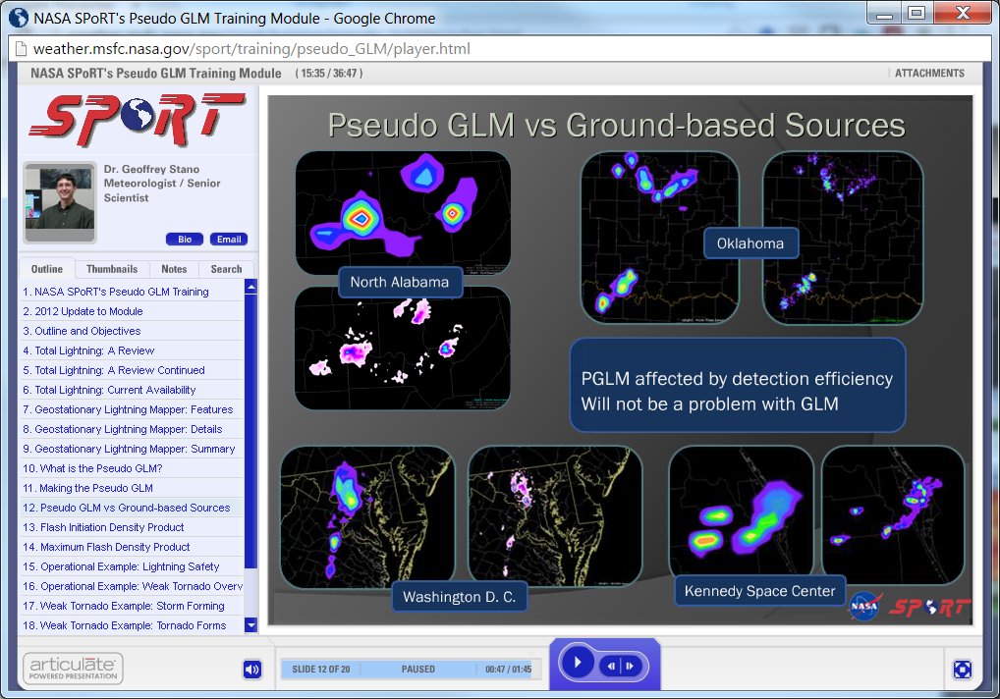 NASA SPoRT's Pseudo GLM Training Module - Google Chrome
weather.msfc.nasa.gov/sport/training/pseudo_GLM/player.html
NASA SPoRT's Pseudo GLM Training Module ( 15:35 / 36:47 )
ATTACHMENTS
SPORT
Dr. Geoffrey Stano
Meteorologist / Senior
Scientist
Bio
Email
Outline
Thumbnails
Notes
Search
1. NASA SPoRT's Pseudo GLM Training
2. 2012 Update to Module
3. Outline and Objectives
4. Total Lightning: A Review
5. Total Lightning: A Review Continued
6. Total Lightning: Current Availability
7. Geostationary Lightning Mapper: Features
8. Geostationary Lightning Mapper: Details
9. Geostationary Lightning Mapper: Summary
10. What is the Pseudo GLM?
11. Making the Pseudo GLM
12. Pseudo GLM vs Ground-based Sources
13. Flash Initiation Density Product
14. Maximum Flash Density Product
15. Operational Example: Lightning Safety
16. Operational Example: Weak Tornado Overv
17. Weak Tornado Example: Storm Forming
18. Weak Tornado Example: Tornado Forms
Pseudo GLM vs Ground-based Sources
North Alabama
Oklahoma
PGLM affected by detection efficiency
Will not be a problem with GLM
Washington D. C.
Kennedy Space Center
NASA
SPORT
articulate
POWERED PRESENTATION
SLIDE 12 OF 20
PAUSED
00:47 / 01:45